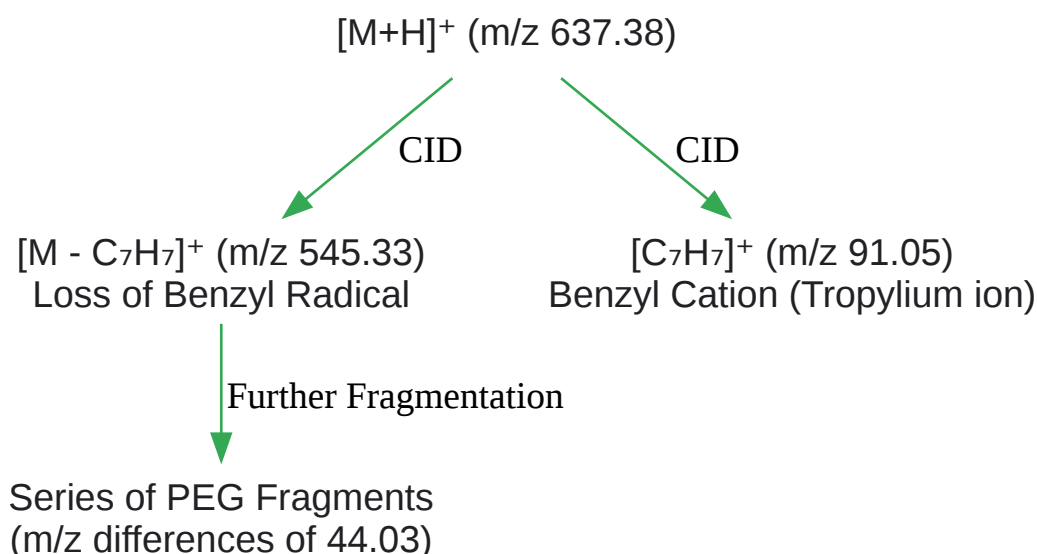 [M+H]⁺ (m/z 637.38)
CID
CID
[M - C₇H₇]⁺ (m/z 545.33)
Loss of Benzyl Radical
[C₇H₇]⁺ (m/z 91.05)
Benzyl Cation (Tropylium ion)
Further Fragmentation
Series of PEG Fragments
(m/z differences of 44.03)